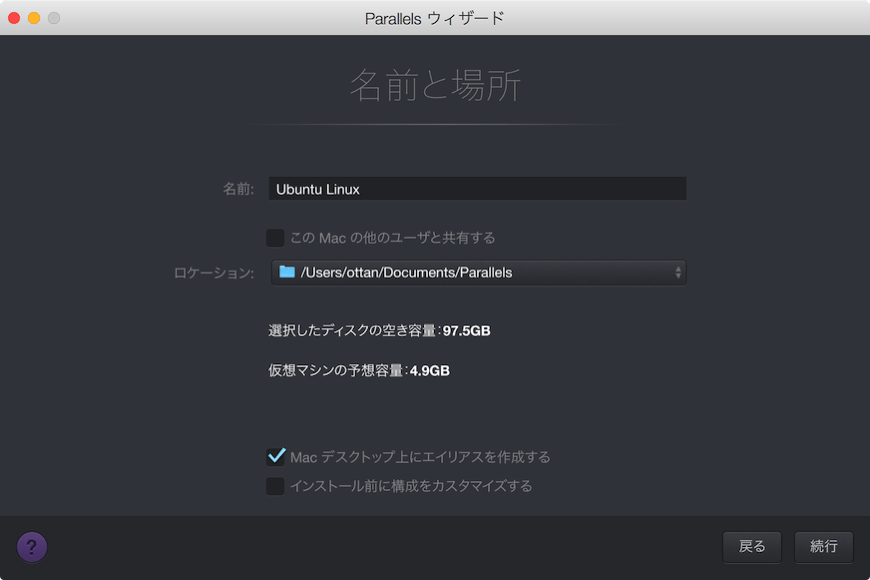 Parallels ウィザード
名前と場所
名前: Ubuntu Linux
この Mac の他のユーザと共有する
ロケーション: /Users/ottan/Documents/Parallels
選択したディスクの空き容量:97.5GB
仮想マシンの予想容量:4.9GB
Mac デスクトップ上にエイリアスを作成する
インストール前に構成をカスタマイズする
? 戻る 続行